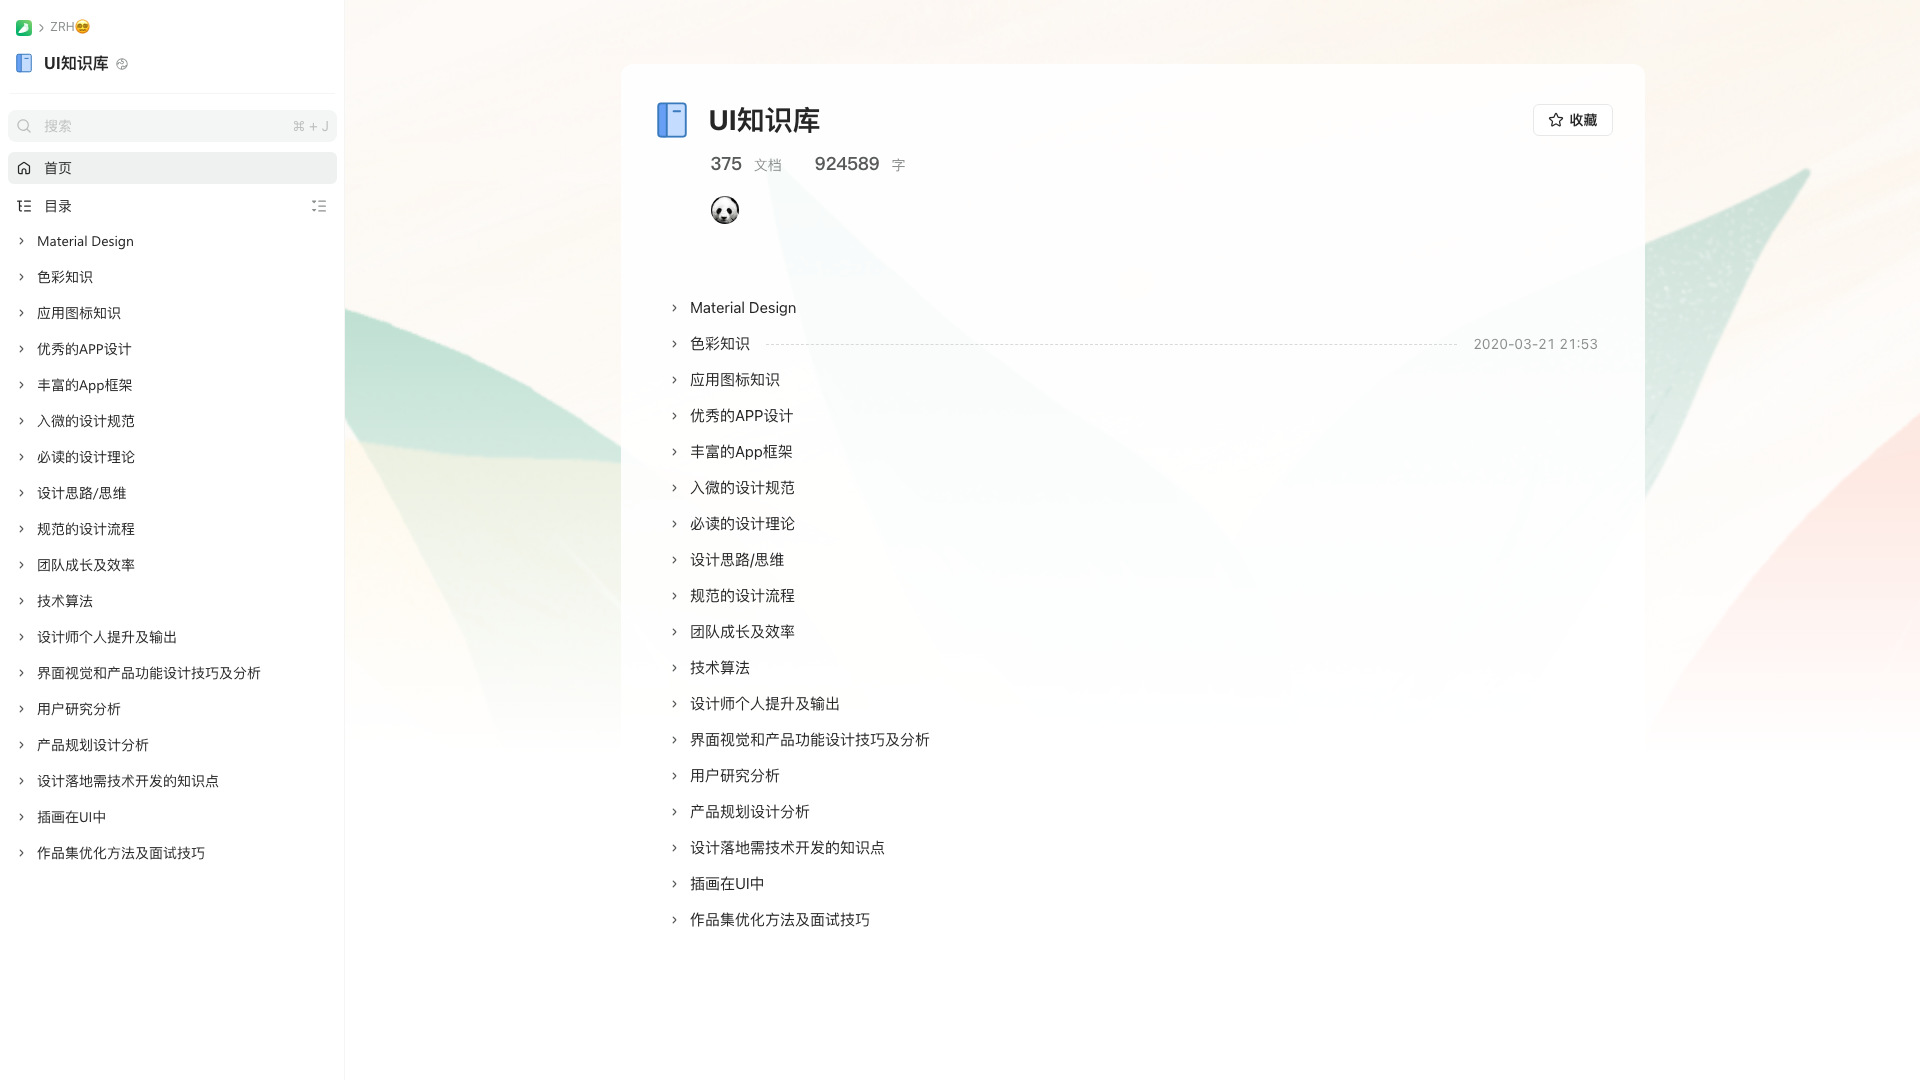 ZRH
UI知识库
搜索 ⌘ + J
首页
目录
Material Design
色彩知识
应用图标知识
优秀的APP设计
丰富的App框架
入微的设计规范
必读的设计理论
设计思路/思维
规范的设计流程
团队成长及效率
技术算法
设计师个人提升及输出
界面视觉和产品功能设计技巧及分析
用户研究分析
产品规划设计分析
设计落地需技术开发的知识点
插画在UI中
作品集优化方法及面试技巧
UI知识库
收藏
375 文档 924589 字
Material Design
色彩知识 2020-03-21 21:53
应用图标知识
优秀的APP设计
丰富的App框架
入微的设计规范
必读的设计理论
设计思路/思维
规范的设计流程
团队成长及效率
技术算法
设计师个人提升及输出
界面视觉和产品功能设计技巧及分析
用户研究分析
产品规划设计分析
设计落地需技术开发的知识点
插画在UI中
作品集优化方法及面试技巧